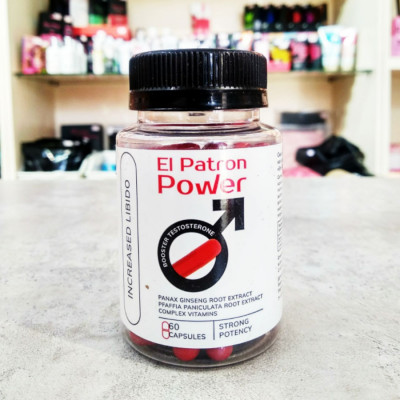 El Patron
Power
INCREASED LIBIDO
BOOSTER TESTOSTERONE
PANAX GINSENG ROOT EXTRACT
PFAFFIA PANICULATA ROOT EXTRACT
COMPLEX VITAMINS
60
CAPSULES
STRONG
POTENCY